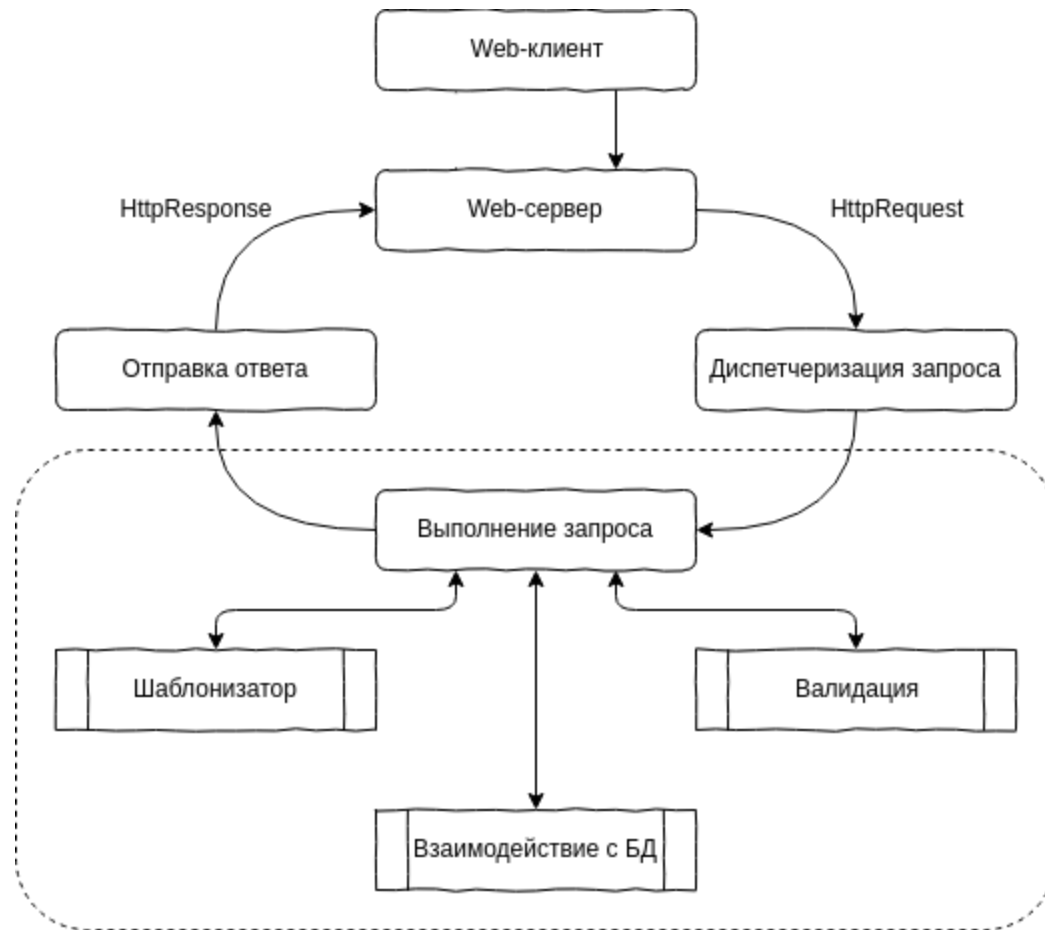 Web-клиент
HttpResponse
Web-сервер
HttpRequest
Отправка ответа
Диспетчеризация запроса
Выполнение запроса
Шаблонизатор
Валидация
Взаимодействие с БД